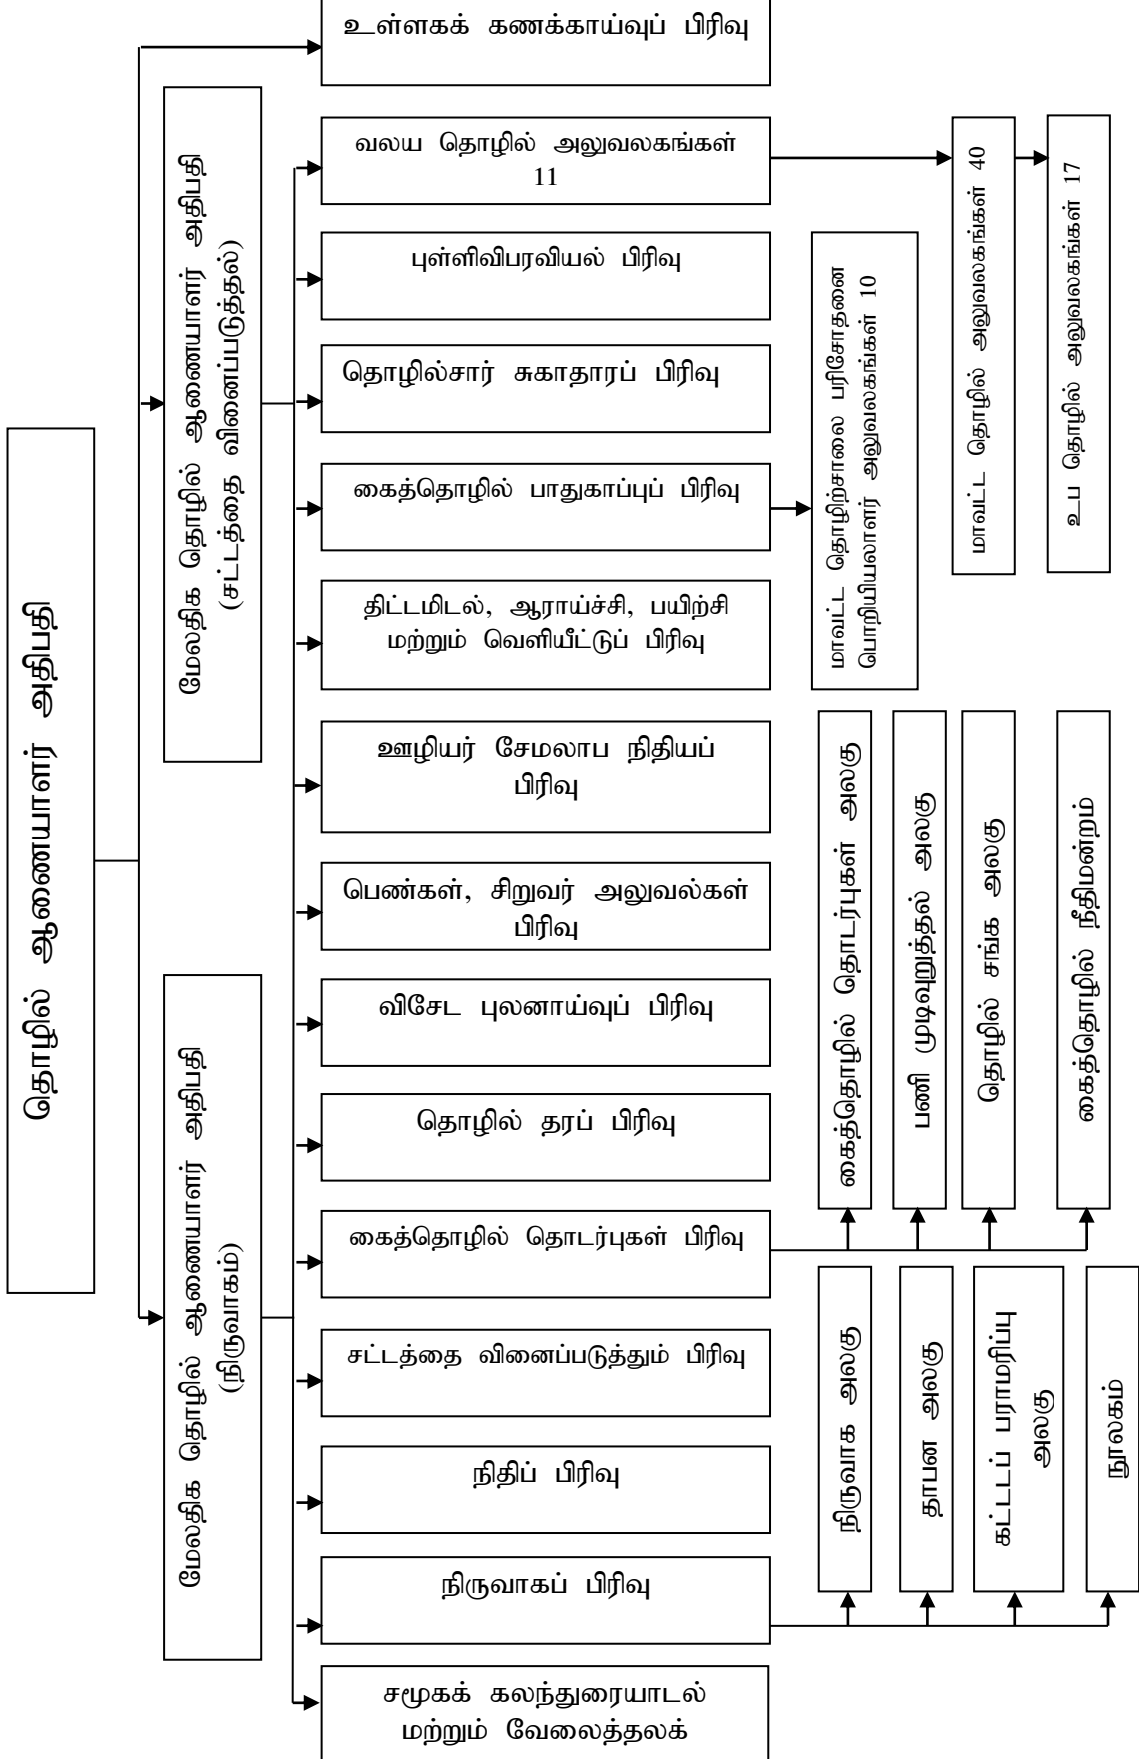 தொழில் ஆணையாளர் அதிபதி
மேலதிக தொழில் ஆணையாளர் அதிபதி
(சட்டத்தை வினைப்படுத்தல்)
மேலதிக தொழில் ஆணையாளர் அதிபதி
(நிருவாகம்)
உள்ளகக் கணக்காய்வுப் பிரிவு
வலய தொழில் அலுவலகங்கள்
11
புள்ளிவிபரவியல் பிரிவு
தொழில்சார் சுகாதாரப் பிரிவு
கைத்தொழில் பாதுகாப்புப் பிரிவு
திட்டமிடல், ஆராய்ச்சி, பயிற்சி
மற்றும் வெளியீட்டுப் பிரிவு
ஊழியர் சேமலாப நிதியப்
பிரிவு
பெண்கள், சிறுவர் அலுவல்கள்
பிரிவு
விசேட புலனாய்வுப் பிரிவு
தொழில் தரப் பிரிவு
கைத்தொழில் தொடர்புகள் பிரிவு
சட்டத்தை வினைப்படுத்தும் பிரிவு
நிதிப் பிரிவு
நிருவாகப் பிரிவு
சமூகக் கலந்துரையாடல்
மற்றும் வேலைத்தலக்
மாவட்ட தொழில் அலுவலகங்கள் 40
உப தொழில் அலுவலகங்கள் 17
மாவட்ட தொழிற்சாலை பரிசோதனை
பொறியியலாளர் அலுவலகங்கள் 10
கைத்தொழில் தொடர்புகள் அலகு
பணி முடிவுறுத்தல் அலகு
தொழில் சங்க அலகு
கைத்தொழில் நீதிமன்றம்
நிருவாக அலகு
தாபன அலகு
கட்டடப் பராமரிப்பு
அலகு
நூலகம்